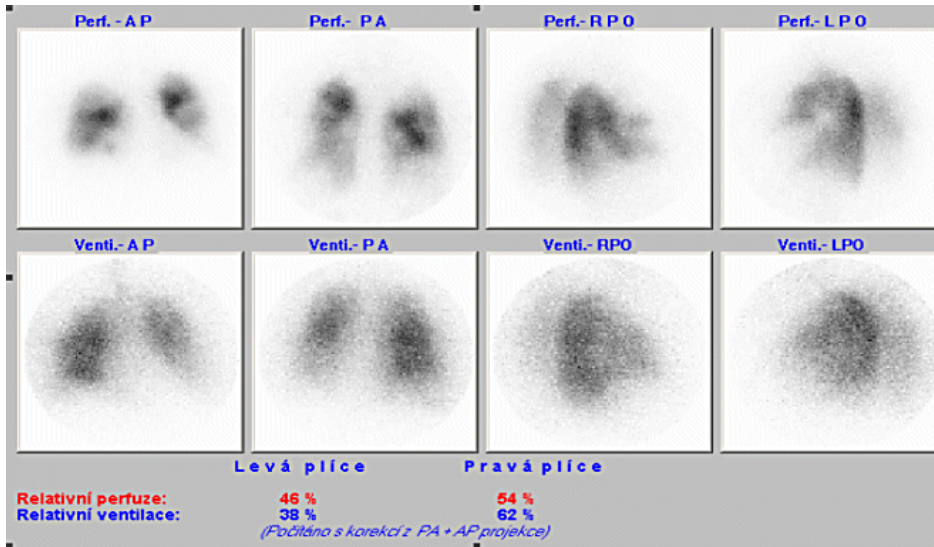 Perf.- A P
Perf.- P A
Perf.- R P O
Perf.- L P O
Venti.- A P
Venti.- P A
Venti.- RPO
Venti.- LPO
Levá plíce Pravá plíce
Relativní perfuze: 46 % 54 %
Relativní ventilace: 38 % 62 %
(Počítáno s korekcí z PA + AP projekce)